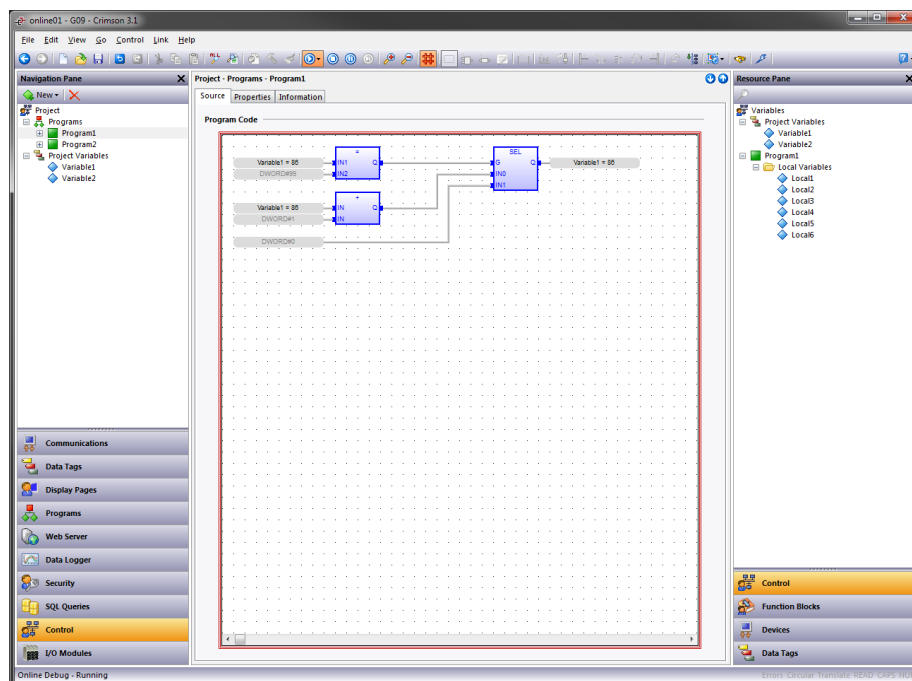 online01 - G09 - Crimson 3.1
File Edit View Go Control Link Help
Navigation Pane
New
Project
Programs
Program1
Program2
Project Variables
Variable1
Variable2
Communications
Data Tags
Display Pages
Programs
Web Server
Data Logger
Security
SQL Queries
Control
I/O Modules
Project - Programs - Program1
Source Properties Information
Program Code
=
Variable1 = 86 IN1 Q
DWORD#99 IN2
+
Variable1 = 86 IN Q
DWORD#1 IN
DWORD#0
SEL
G Q Variable1 = 86
IN0
IN1
Resource Pane
Variables
Project Variables
Variable1
Variable2
Program1
Local Variables
Local1
Local2
Local3
Local4
Local5
Local6
Control
Function Blocks
Devices
Data Tags
Online Debug - Running
Errors Circular Translate READ CAPS